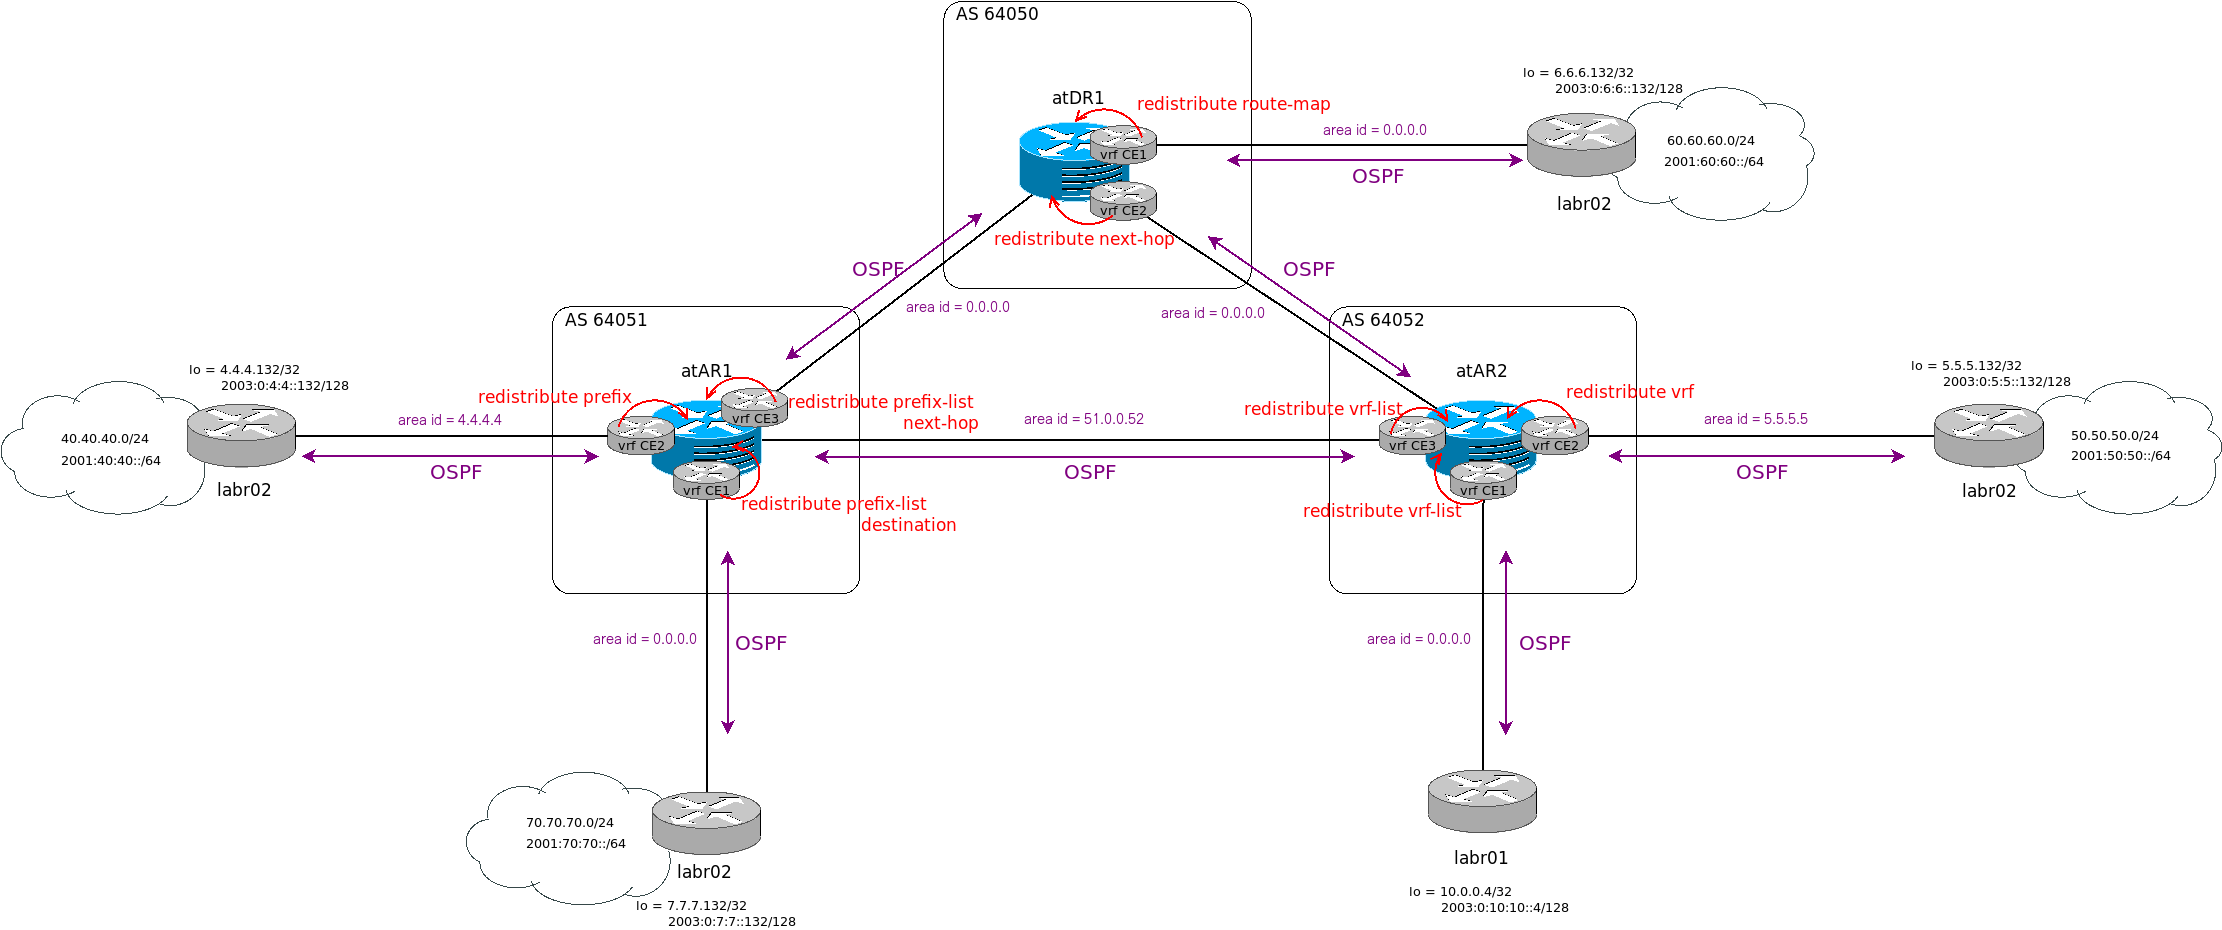 AS 64050
lo = 6.6.6.132/32
2003:0:6:6::132/128
atDR1
redistribute route-map
area id = 0.0.0.0
60.60.60.0/24
vrf CE1
2001:60:60::/64
OSPF
labr02
vrf CE2
redistribute next-hop
OSPF
OSPF
area id = 0.0.0.0
area id = 0.0.0.0
AS 64051
AS 64052
lo = 4.4.4.132/32
2003:0:4:4::132/128
atAR1
atAR2
lo = 5.5.5.132/32
2003:0:5:5::132/128
redistribute prefix
redistribute prefix-list
next-hop
redistribute vrf-list
redistribute vrf
area id = 4.4.4.4
area id = 51.0.0.52
area id = 5.5.5.5
vrf CE3
40.40.40.0/24
2001:40:40::/64
vrf CE2
vrf CE3
vrf CE2
50.50.50.0/24
2001:50:50::/64
OSPF
OSPF
OSPF
labr02
vrf CE1
vrf CE1
labr02
redistribute prefix-list
destination
redistribute vrf-list
area id = 0.0.0.0
OSPF
area id = 0.0.0.0
OSPF
70.70.70.0/24
2001:70:70::/64
labr02
lo = 7.7.7.132/32
2003:0:7:7::132/128
labr01
lo = 10.0.0.4/32
2003:0:10:10::4/128